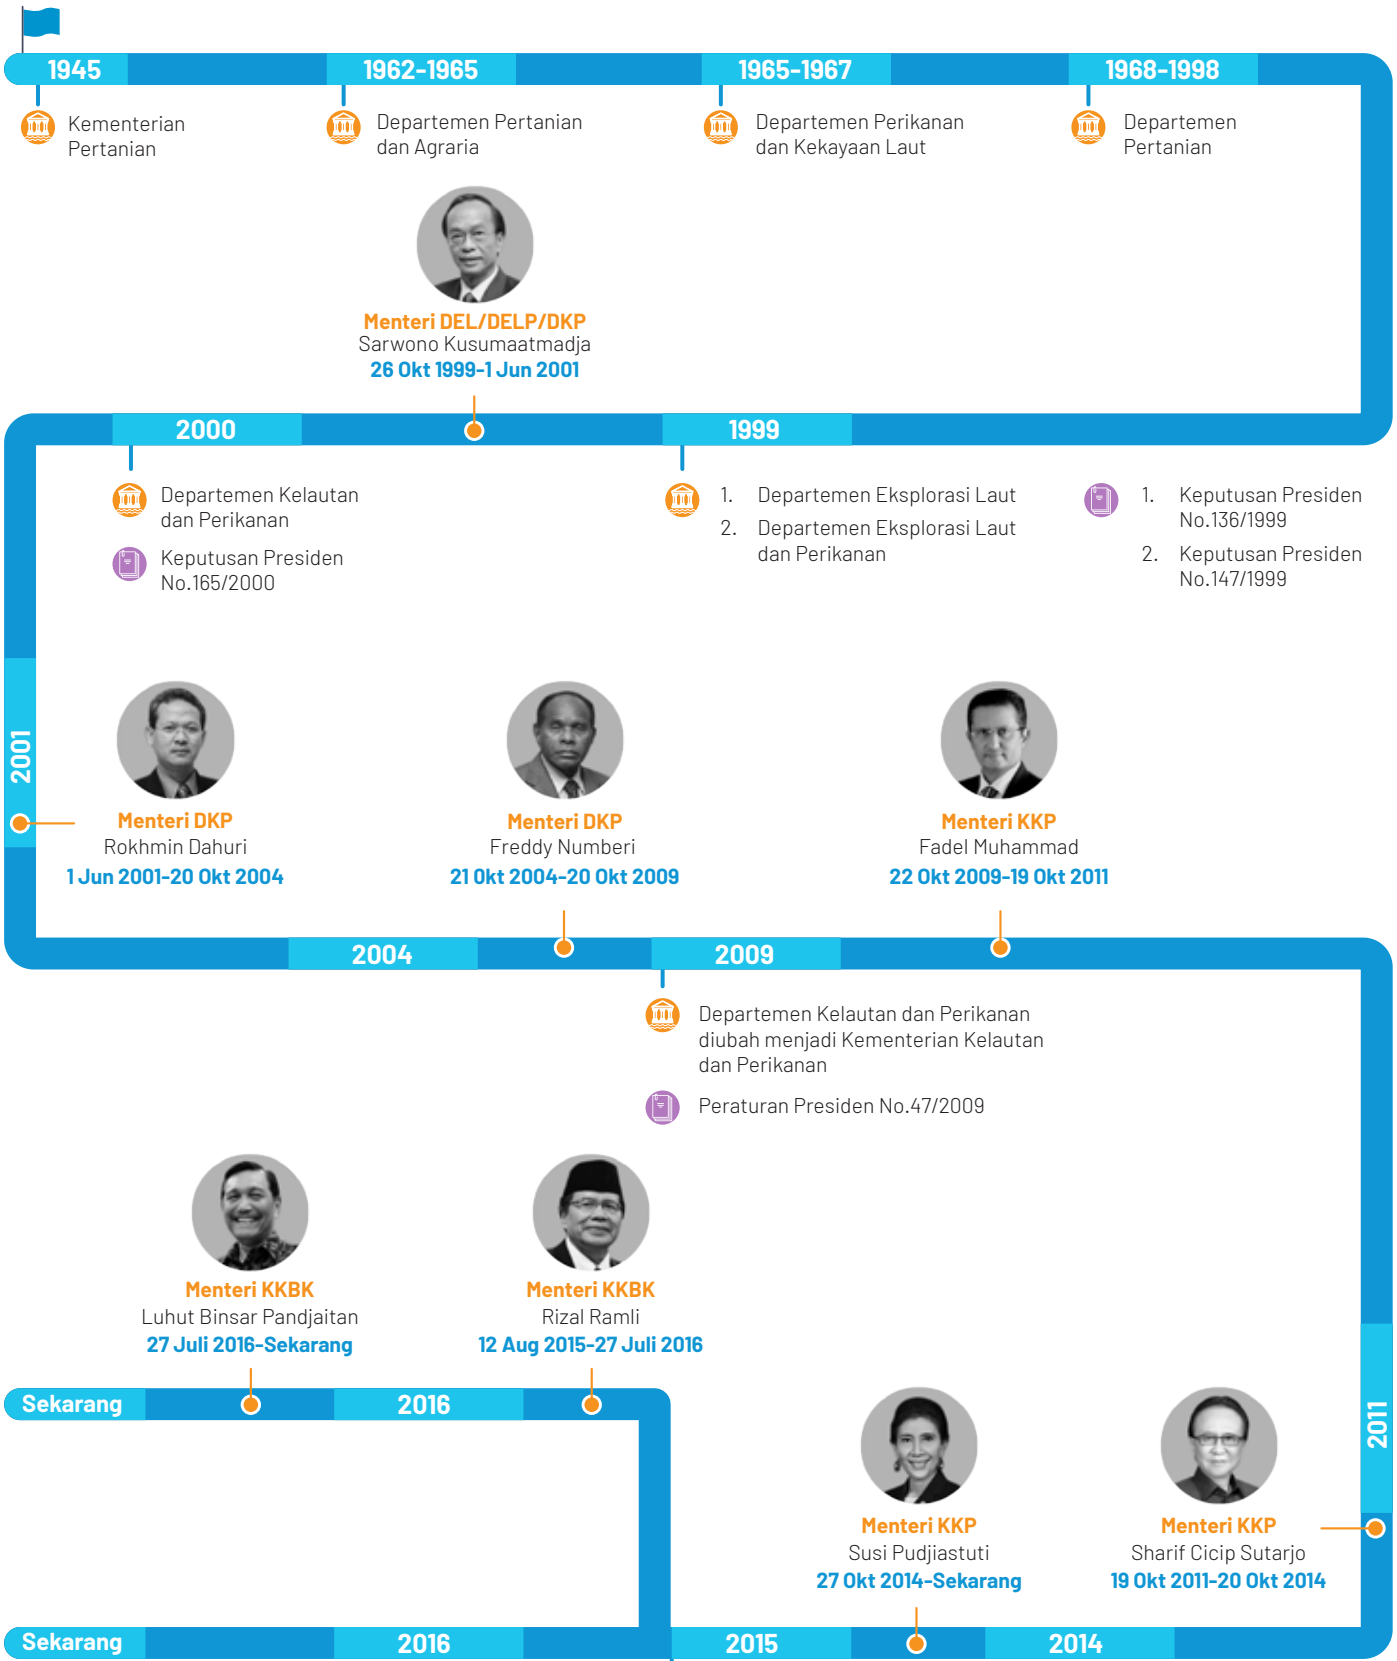 1945
1962-1965
1965-1967
1968-1998
Kementerian
Pertanian
Departemen Pertanian
dan Agraria
Departemen Perikanan
dan Kekayaan Laut
Departemen
Pertanian
Menteri DEL/DELP/DKP
Sarwono Kusumaatmadja
26 Okt 1999-1 Jun 2001
2000
1999
Departemen Kelautan
dan Perikanan
Keputusan Presiden
No.165/2000
1. Departemen Eksplorasi Laut
2. Departemen Eksplorasi Laut
dan Perikanan
1. Keputusan Presiden
No.136/1999
2. Keputusan Presiden
No.147/1999
2001
Menteri DKP
Rokhmin Dahuri
1 Jun 2001-20 Okt 2004
Menteri DKP
Freddy Numberi
21 Okt 2004-20 Okt 2009
Menteri KKP
Fadel Muhammad
22 Okt 2009-19 Okt 2011
2004
2009
Departemen Kelautan dan Perikanan
diubah menjadi Kementerian Kelautan
dan Perikanan
Peraturan Presiden No.47/2009
Menteri KKBK
Luhut Binsar Pandjaitan
27 Juli 2016-Sekarang
Menteri KKBK
Rizal Ramli
12 Aug 2015-27 Juli 2016
Sekarang
2016
2011
Menteri KKP
Susi Pudjiastuti
27 Okt 2014-Sekarang
Menteri KKP
Sharif Cicip Sutarjo
19 Okt 2011-20 Okt 2014
Sekarang
2016
2015
2014